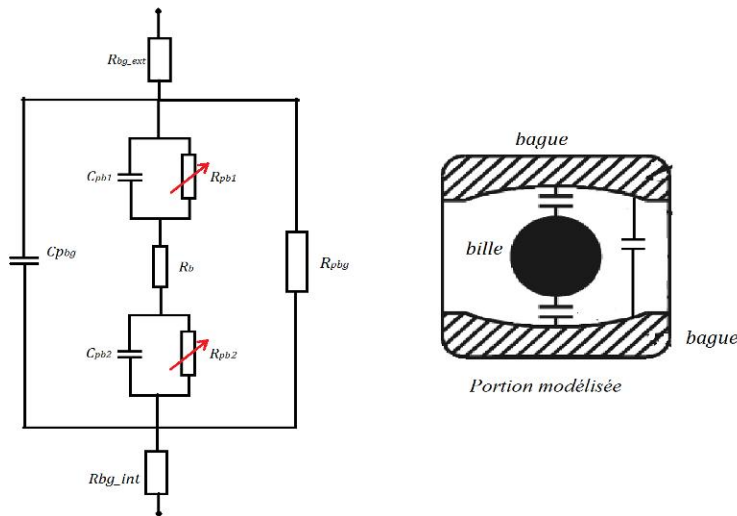 Rbg_ext
Cpb1
Rpb1
Cpbg
Rb
Rpbg
Cpb2
Rpb2
Rbg_int
bague
bille
bague
Portion modélisée